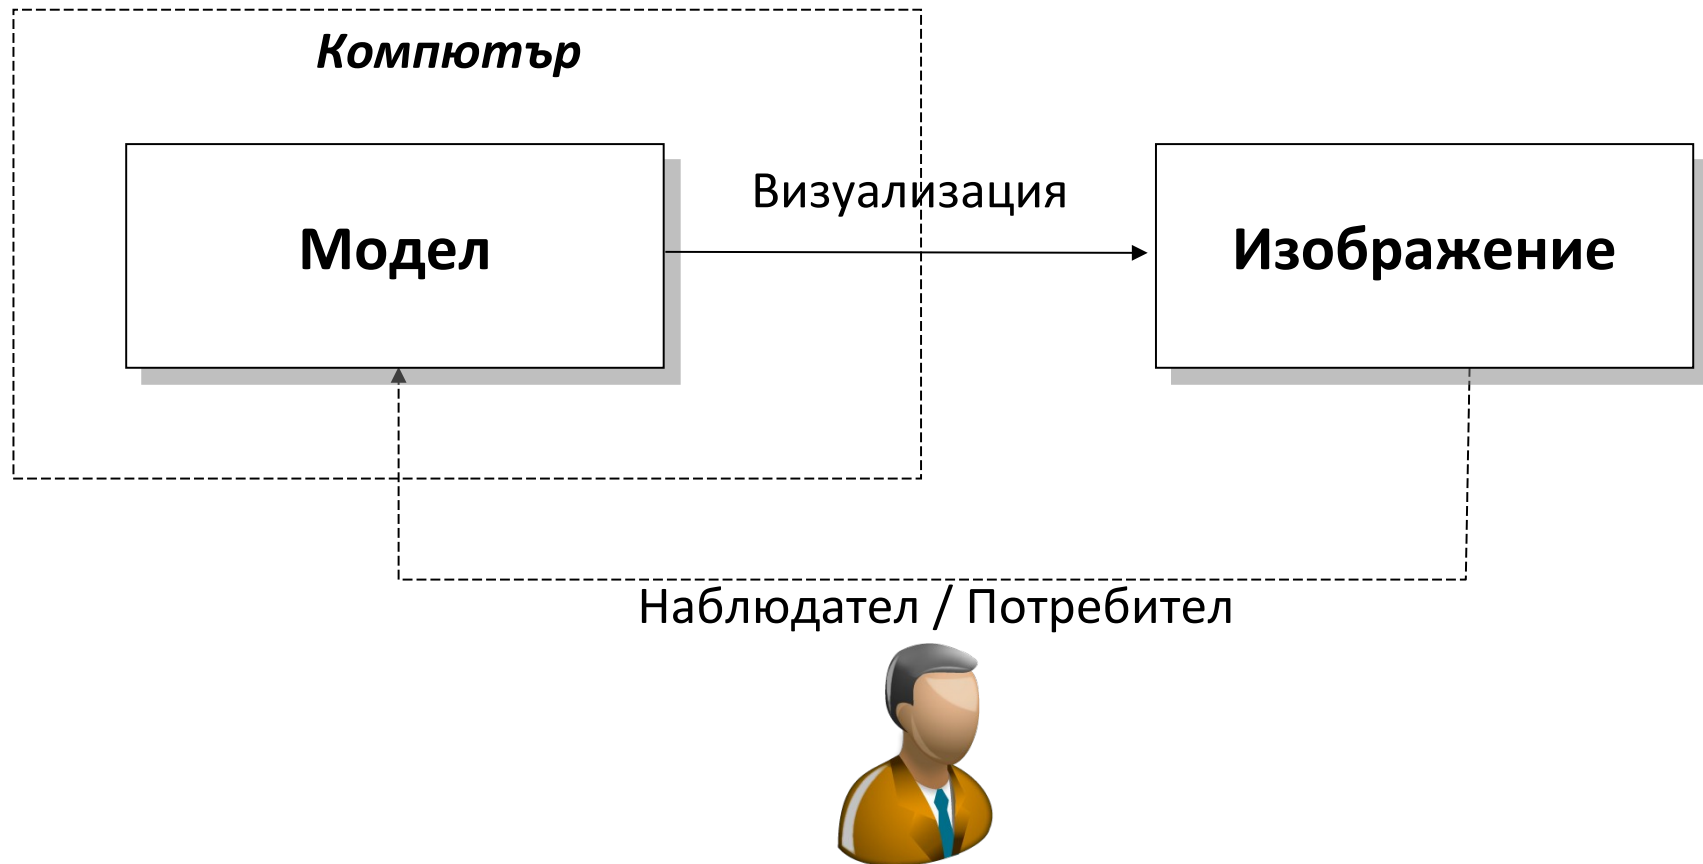 Компютър
Визуализация
Модел
Изображение
Наблюдател / Потребител